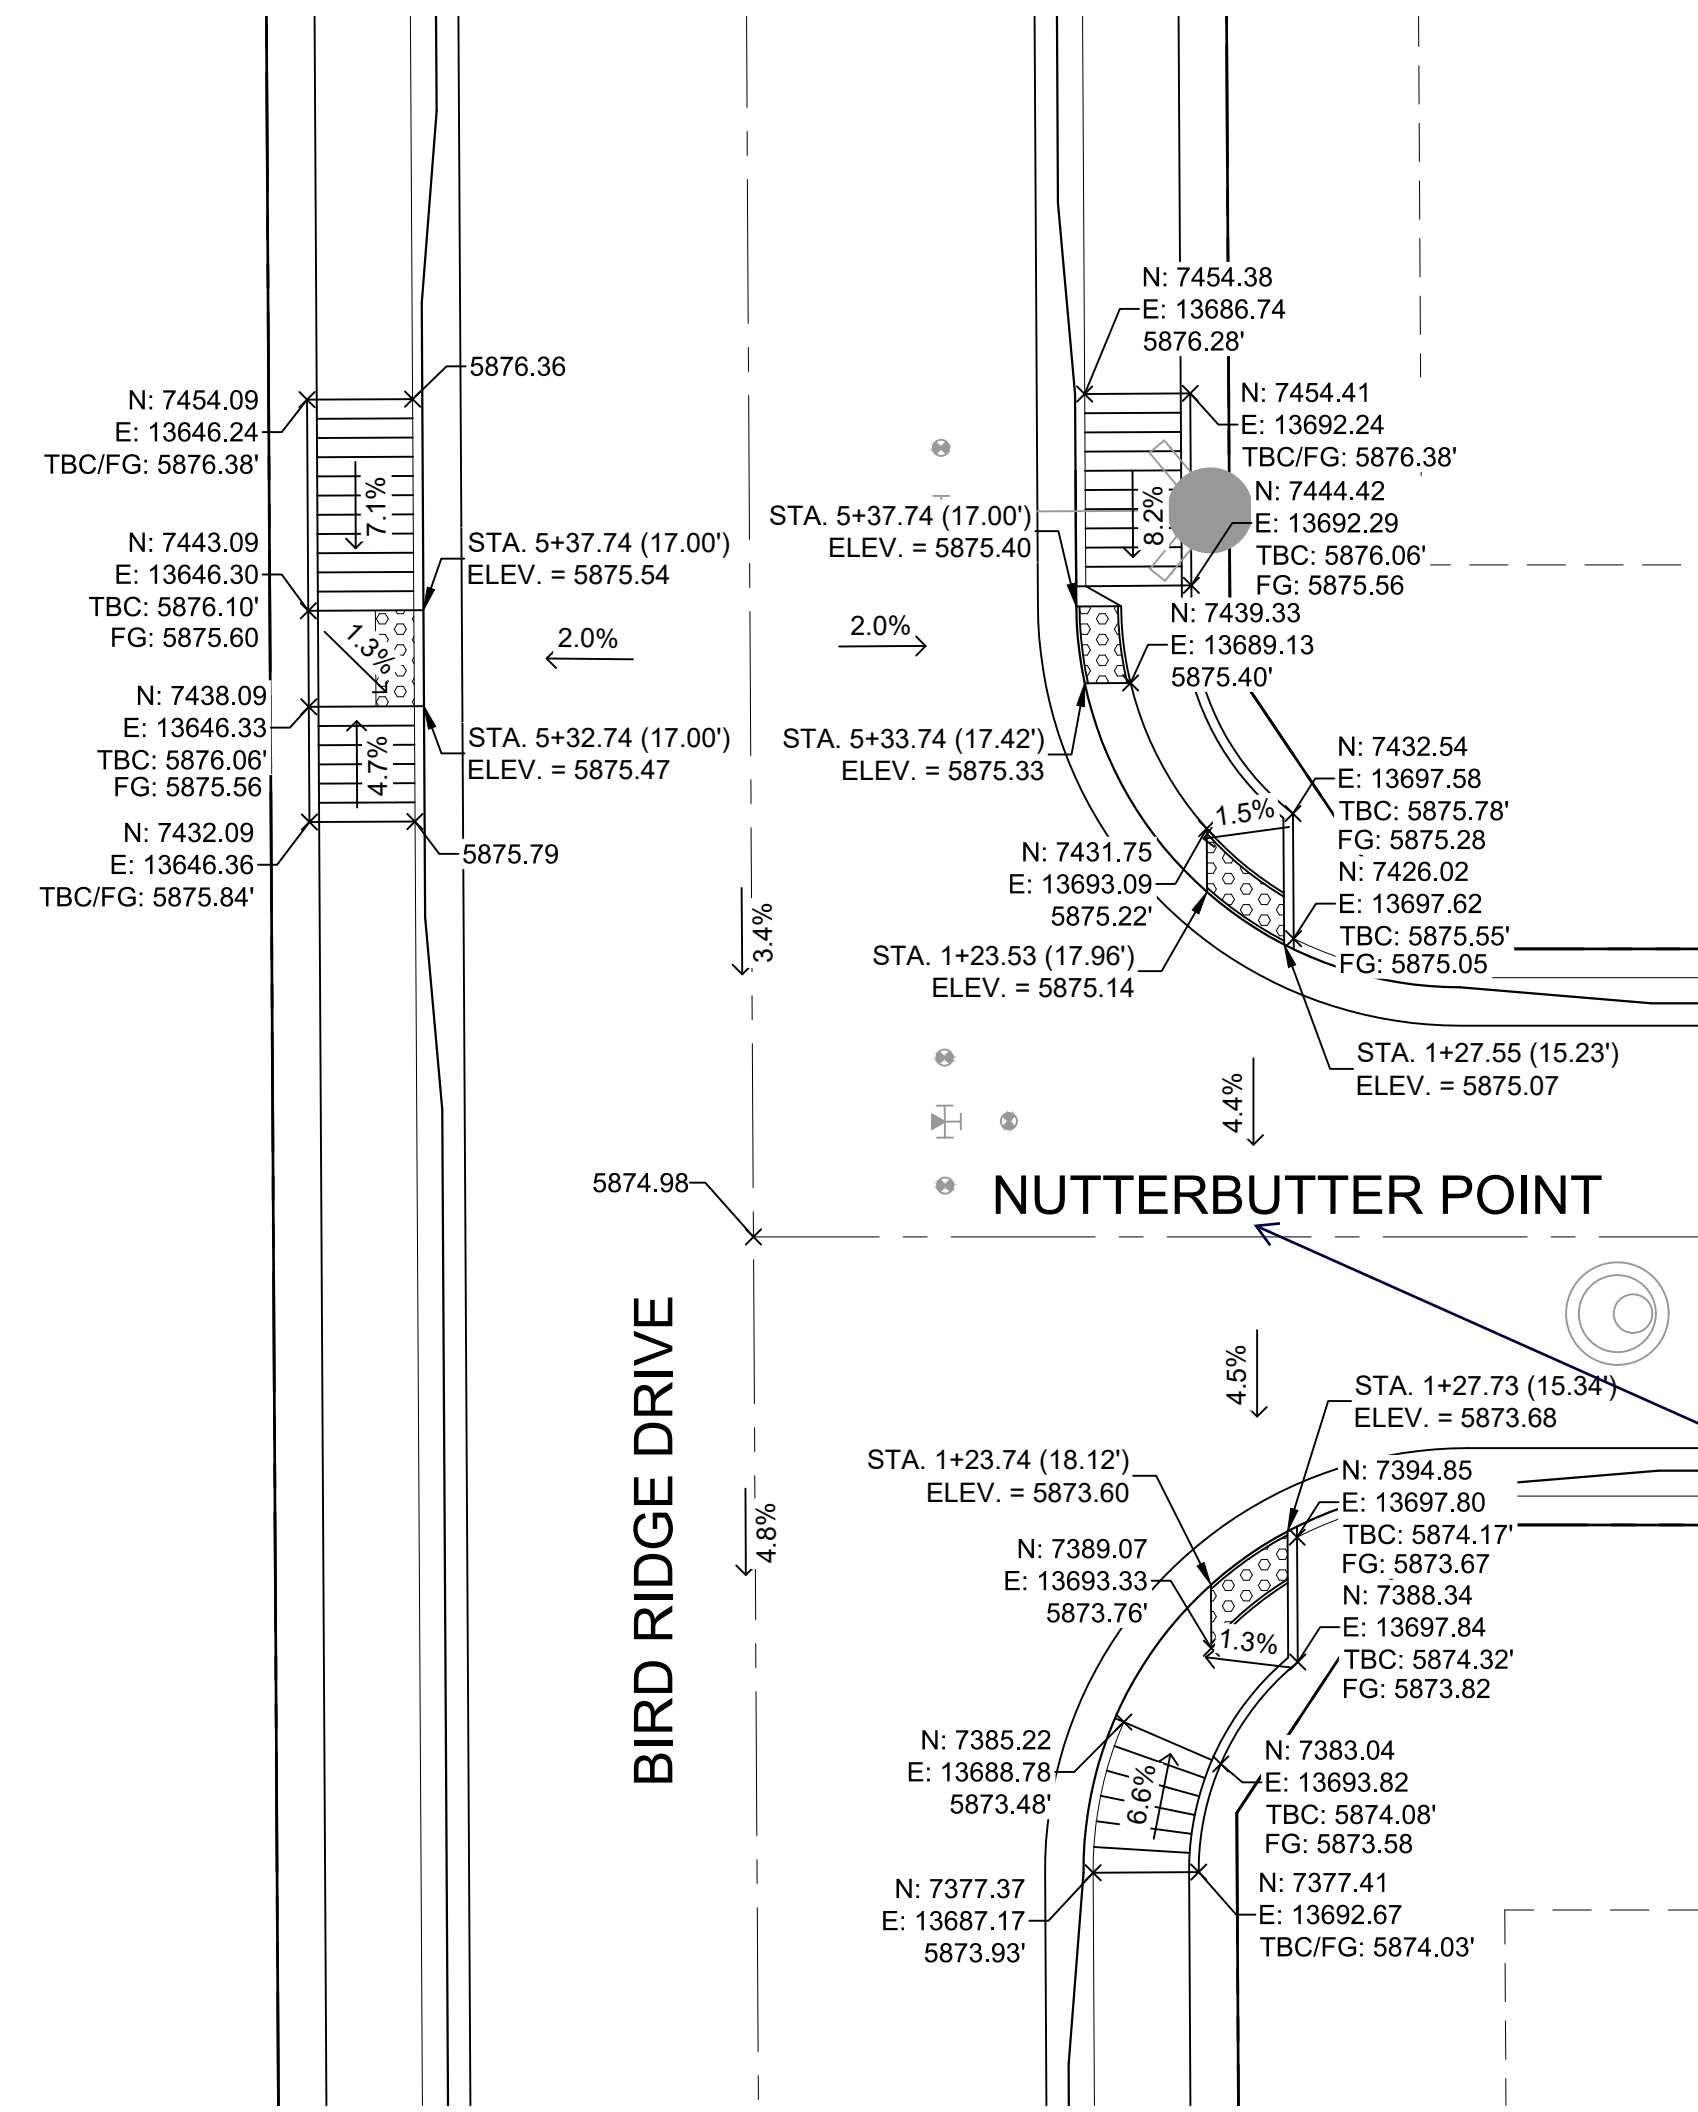 N: 7454.38
E: 13686.74
5876.28'
5876.36
N: 7454.09
E: 13646.24
TBC/FG: 5876.38'
N: 7454.41
E: 13692.24
TBC/FG: 5876.38'
7.1%
8.2%
N: 7444.42
E: 13692.29
TBC: 5876.06'
FG: 5875.56
STA. 5+37.74 (17.00')
ELEV. = 5875.40
N: 7443.09
E: 13646.30
TBC: 5876.10'
FG: 5875.60
STA. 5+37.74 (17.00')
ELEV. = 5875.54
1.3%
2.0%
2.0%
N: 7439.33
E: 13689.13
5875.40'
N: 7438.09
E: 13646.33
TBC: 5876.06'
FG: 5875.56
4.7%
STA. 5+32.74 (17.00')
ELEV. = 5875.47
STA. 5+33.74 (17.42')
ELEV. = 5875.33
N: 7432.54
E: 13697.58
TBC: 5875.78'
FG: 5875.28
1.5%
N: 7432.09
E: 13646.36
TBC/FG: 5875.84'
5875.79
N: 7431.75
E: 13693.09
5875.22'
N: 7426.02
E: 13697.62
TBC: 5875.55'
FG: 5875.05
3.4%
STA. 1+23.53 (17.96')
ELEV. = 5875.14
STA. 1+27.55 (15.23')
ELEV. = 5875.07
4.4%
5874.98
NUTTERBUTTER POINT
BIRD RIDGE DRIVE
4.5%
STA. 1+27.73 (15.34')
ELEV. = 5873.68
STA. 1+23.74 (18.12')
ELEV. = 5873.60
N: 7394.85
E: 13697.80
TBC: 5874.17'
FG: 5873.67
4.8%
N: 7389.07
E: 13693.33
5873.76'
N: 7388.34
E: 13697.84
TBC: 5874.32'
FG: 5873.82
1.3%
N: 7385.22
E: 13688.78
5873.48'
6.6%
N: 7383.04
E: 13693.82
TBC: 5874.08'
FG: 5873.58
N: 7377.37
E: 13687.17
5873.93'
N: 7377.41
E: 13692.67
TBC/FG: 5874.03'